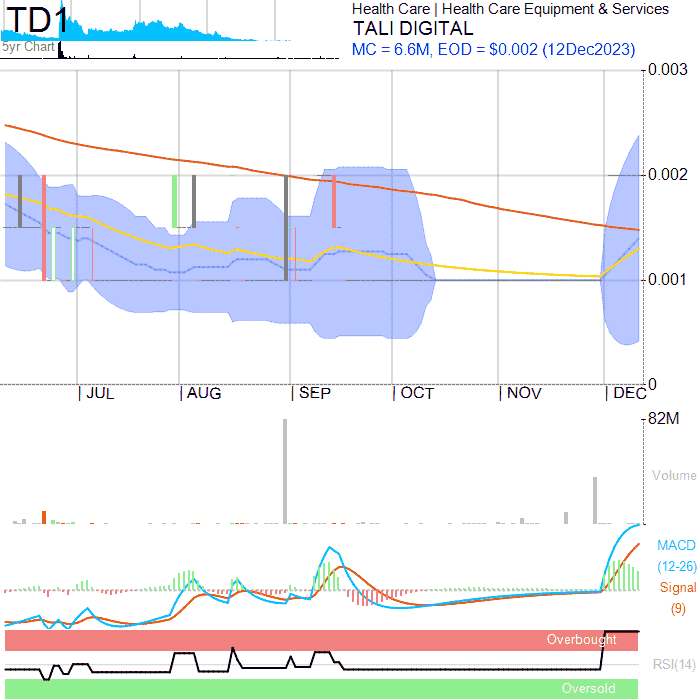 TD1
5yr Chart
Health Care | Health Care Equipment & Services
TALI DIGITAL
MC = 6.6M, EOD = $0.002 (12Dec2023)
0.003
0.002
0.001
0
| JUL | AUG | SEP | OCT | NOV | DEC
82M
Volume
MACD
(12-26)
Signal
(9)
Overbought
RSI(14)
Oversold